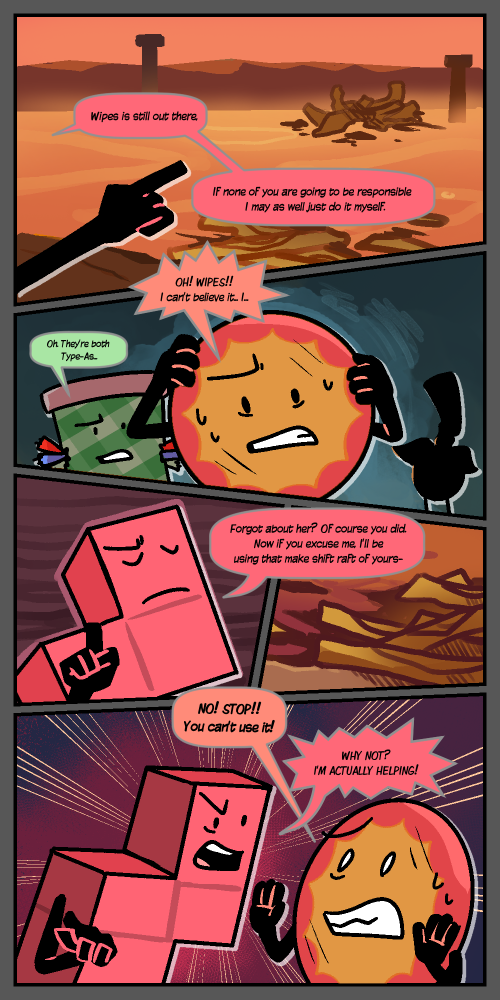 Wipes is still out there,
If none of you are going to be responsible
I may as well just do it myself.
OH! WIPES!!
I can't believe it.. I...
Oh. They're both
Type-As...
Forgot about her? Of course you did.
Now if you excuse me, I'll be
using that make shift raft of yours-
NO! STOP!!
You can't use it!
WHY NOT?
I'M ACTUALLY HELPING!